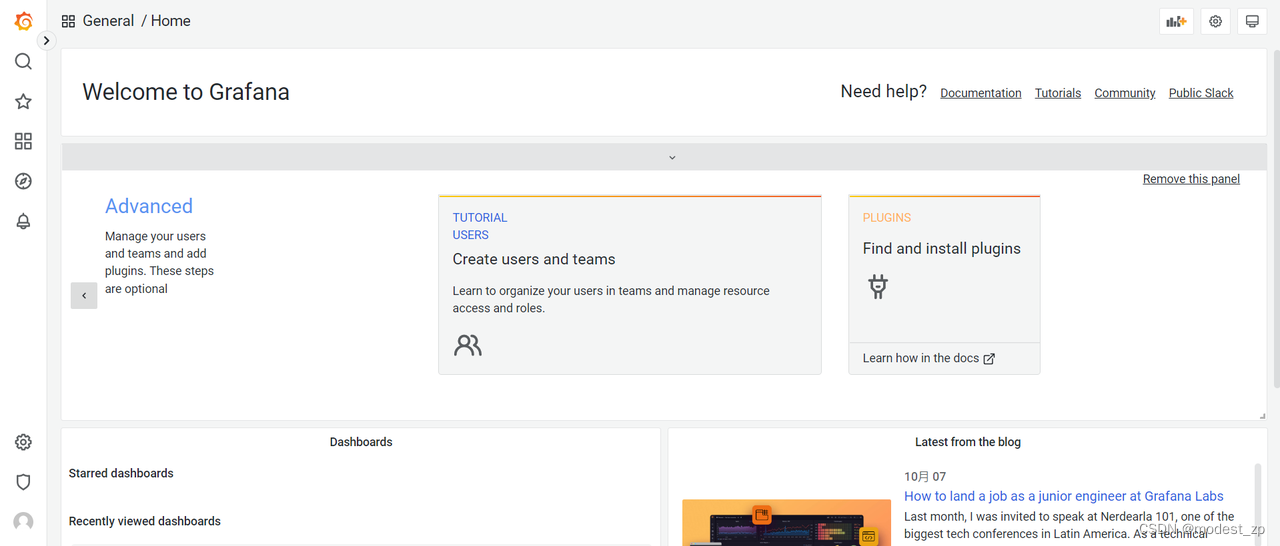 General / Home
Welcome to Grafana
Need help? Documentation Tutorials Community Public Slack
Remove this panel
Advanced
Manage your users
and teams and add
plugins. These steps
are optional
TUTORIAL
USERS
Create users and teams
Learn to organize your users in teams and manage resource
access and roles.
PLUGINS
Find and install plugins
Learn how in the docs
Dashboards
Starred dashboards
Recently viewed dashboards
Latest from the blog
10月 07
How to land a job as a junior engineer at Grafana Labs
Last month, I was invited to speak at Nerdearla 101, one of the
biggest tech conferences in Latin America. As a technical
CSDN @modest_zp